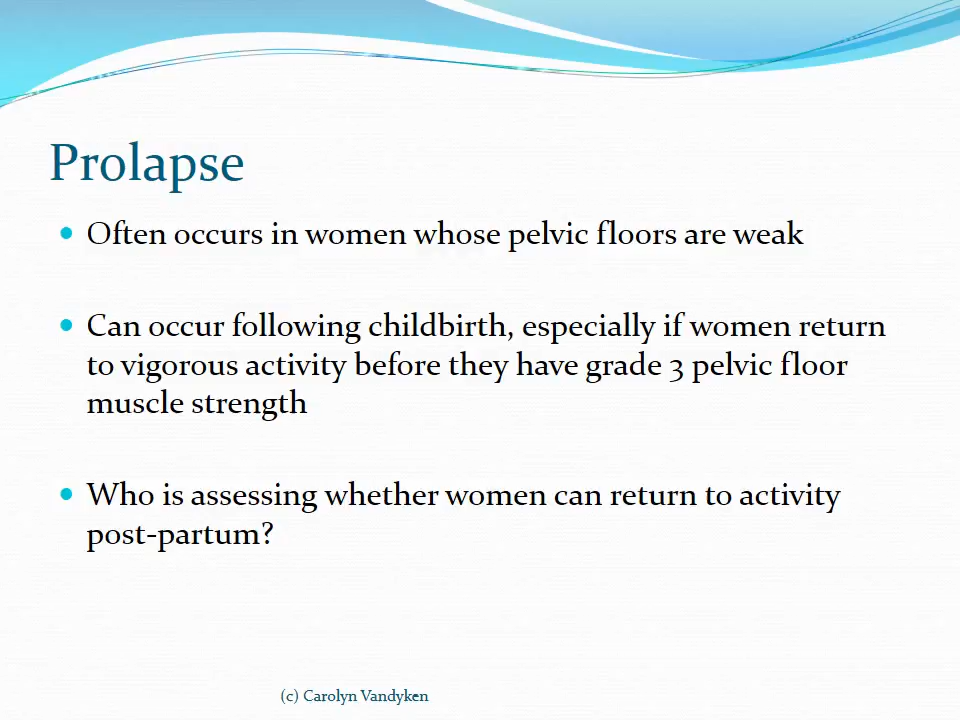 Prolapse
Often occurs in women whose pelvic floors are weak
Can occur following childbirth, especially if women return
to vigorous activity before they have grade 3 pelvic floor
muscle strength
Who is assessing whether women can return to activity
post-partum?
(c) Carolyn Vandyken